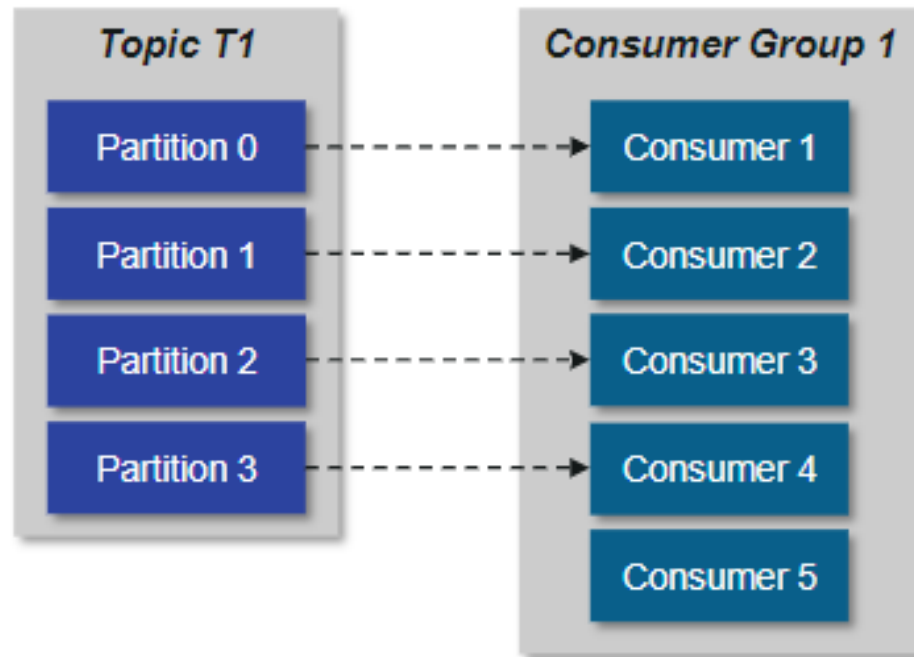 Topic T1
Partition 0
Partition 1
Partition 2
Partition 3
Consumer Group 1
Consumer 1
Consumer 2
Consumer 3
Consumer 4
Consumer 5